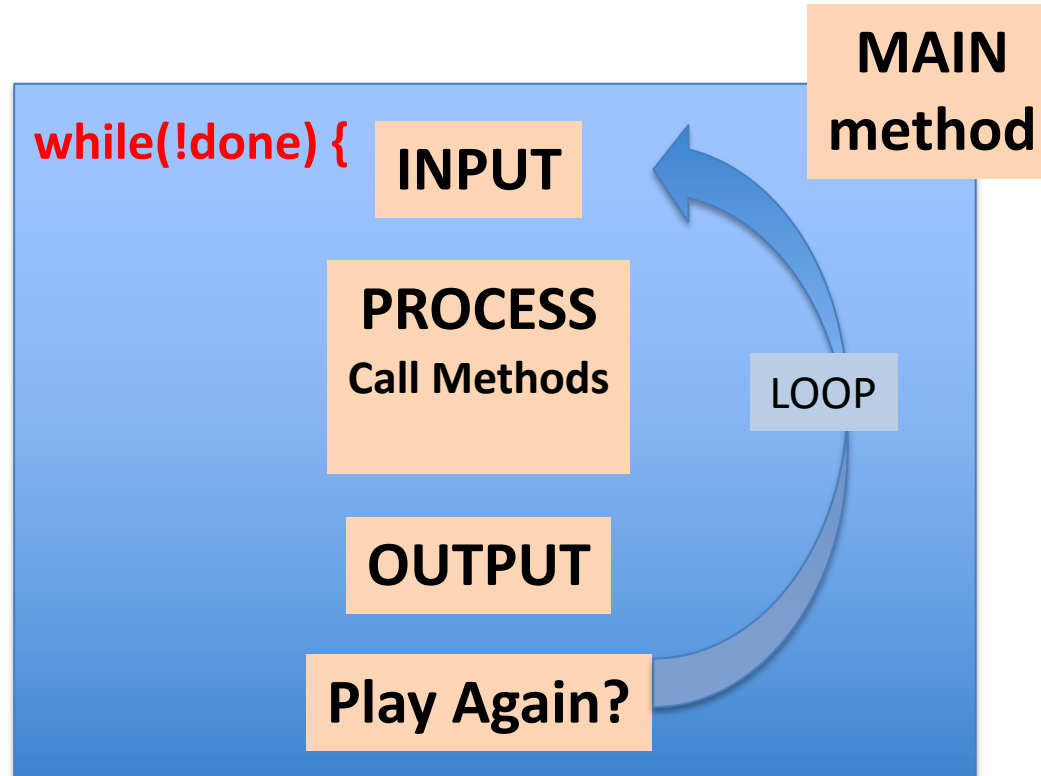 MAIN
method
while(!done) {
INPUT
PROCESS
Call Methods
LOOP
OUTPUT
Play Again?